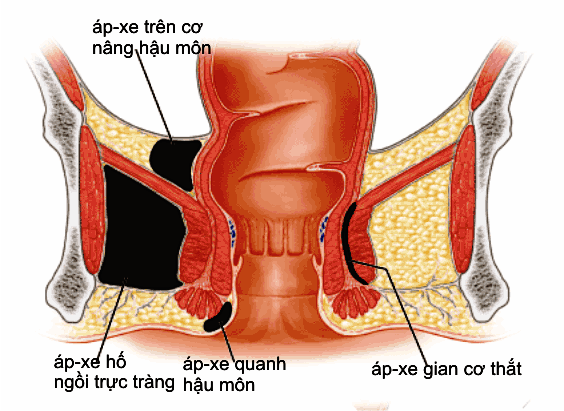 áp-xe trên cơ
nâng hậu môn
áp-xe hố
ngồi trực tràng
áp-xe quanh
hậu môn
áp-xe gian cơ thắt